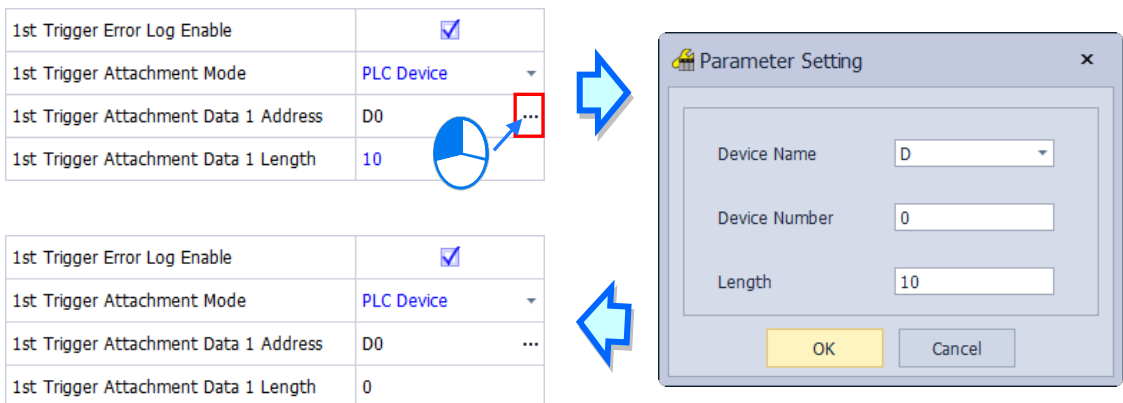 1st Trigger Error Log Enable
1st Trigger Attachment Mode PLC Device
1st Trigger Attachment Data 1 Address D0 ...
1st Trigger Attachment Data 1 Length 10
Parameter Setting x
Device Name D
Device Number 0
Length 10
OK Cancel
1st Trigger Error Log Enable
1st Trigger Attachment Mode PLC Device
1st Trigger Attachment Data 1 Address D0 ...
1st Trigger Attachment Data 1 Length 0